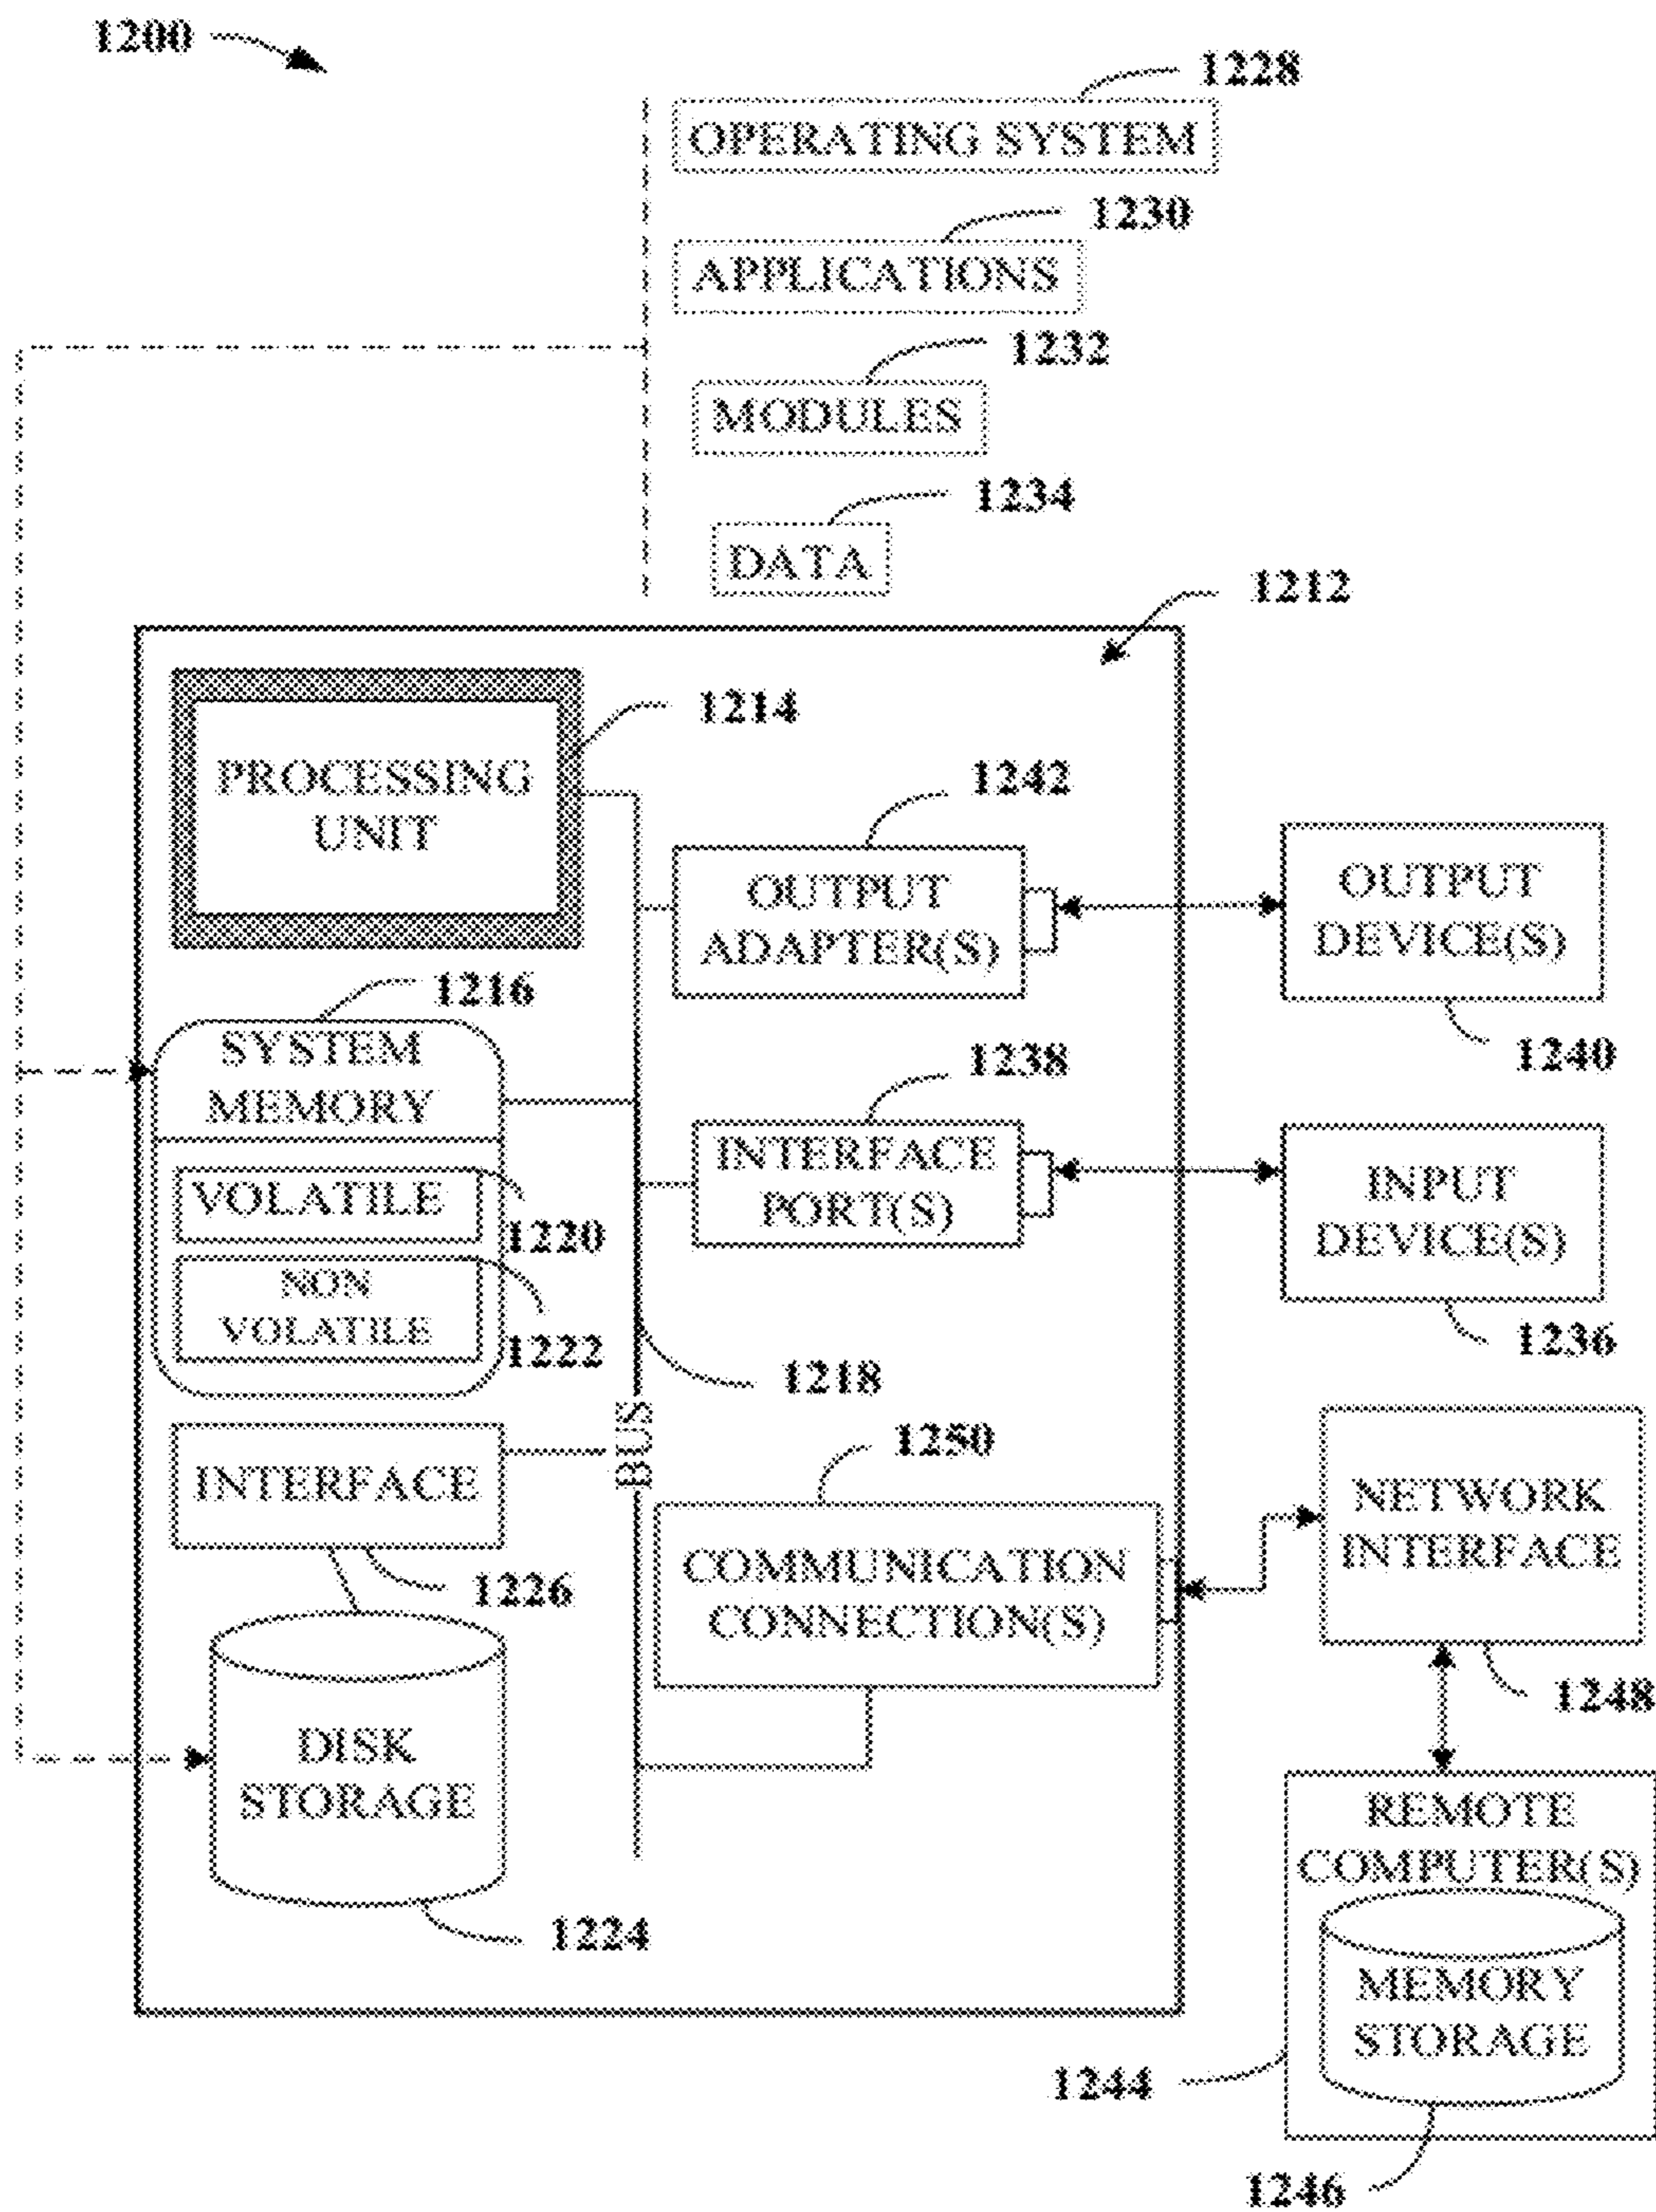 1200
1228
OPERATING SYSTEM
1230
APPLICATIONS
1232
MODULES
1234
DATA
1212
1214
PROCESSING
UNIT
1242
OUTPUT
ADAPTER(S)
OUTPUT
DEVICE(S)
1240
1216
SYSTEM
MEMORY
1238
INTERFACE
PORT(S)
INPUT
DEVICE(S)
1236
VOLATILE
1220
NON
VOLATILE
1222
1218
BUS
INTERFACE
1226
1250
COMMUNICATION
CONNECTION(S)
NETWORK
INTERFACE
1248
DISK
STORAGE
1224
REMOTE
COMPUTER(S)
MEMORY
STORAGE
1244
1246